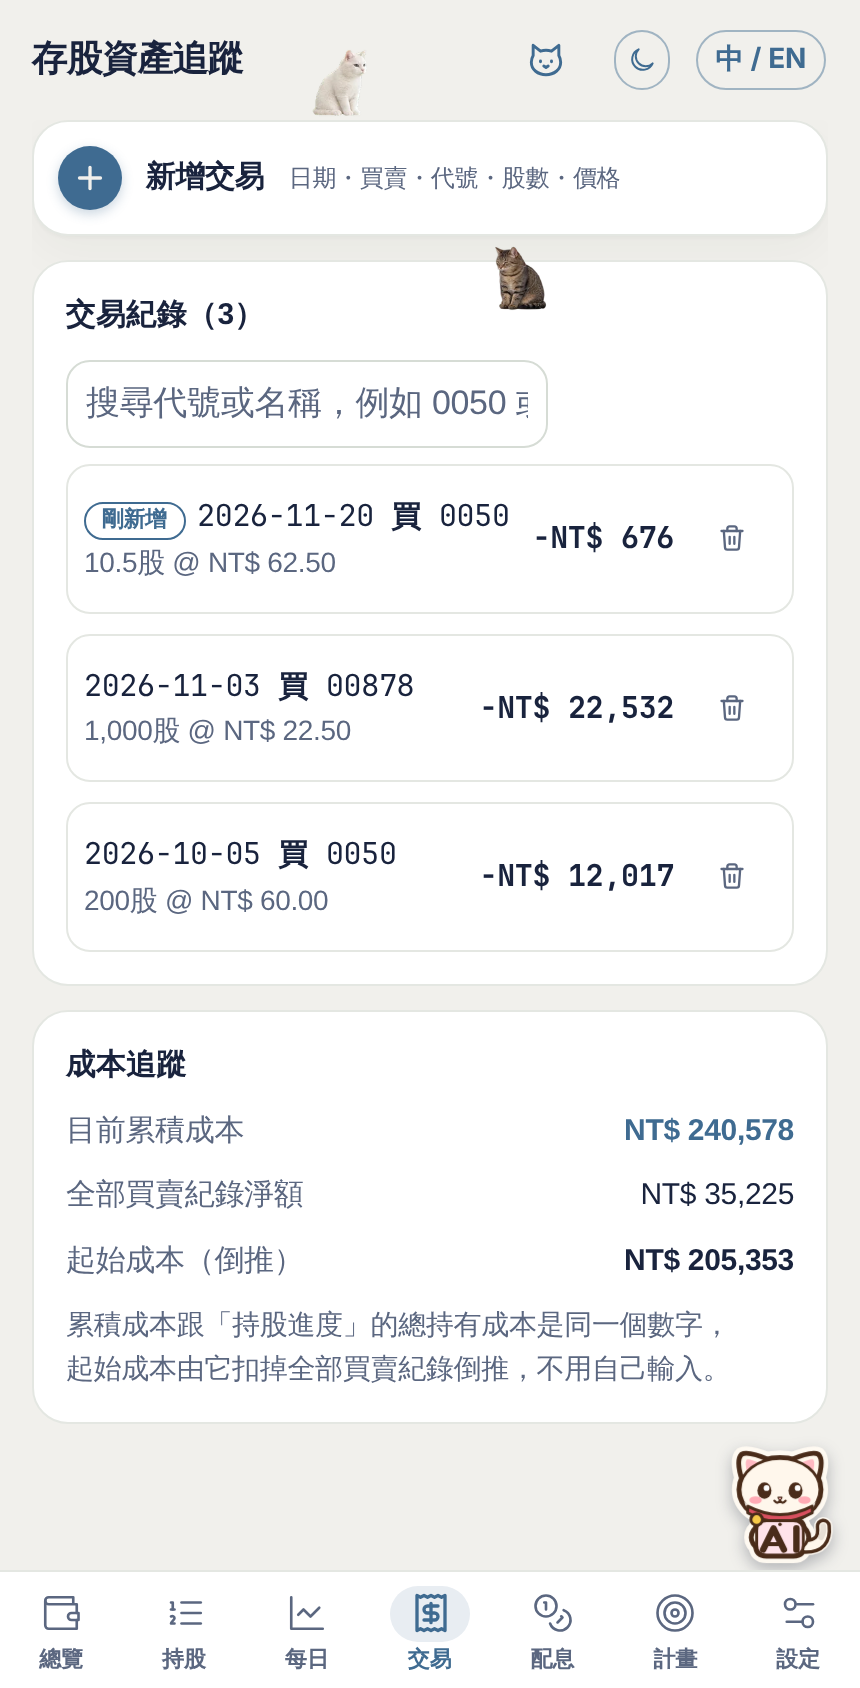 存股資產追蹤
中 / EN
新增交易 日期・買賣・代號・股數・價格
交易紀錄（3）
搜尋代號或名稱，例如 0050
剛新增 2026-11-20 買 0050 -NT$ 676
10.5股 @ NT$ 62.50
2026-11-03 買 00878 -NT$ 22,532
1,000股 @ NT$ 22.50
2026-10-05 買 0050 -NT$ 12,017
200股 @ NT$ 60.00
成本追蹤
目前累積成本 NT$ 240,578
全部買賣紀錄淨額 NT$ 35,225
起始成本（倒推） NT$ 205,353
累積成本跟「持股進度」的總持有成本是同一個數字，
起始成本由它扣掉全部買賣紀錄倒推，不用自己輸入。
AI
總覽 持股 每日 交易 配息 計畫 設定